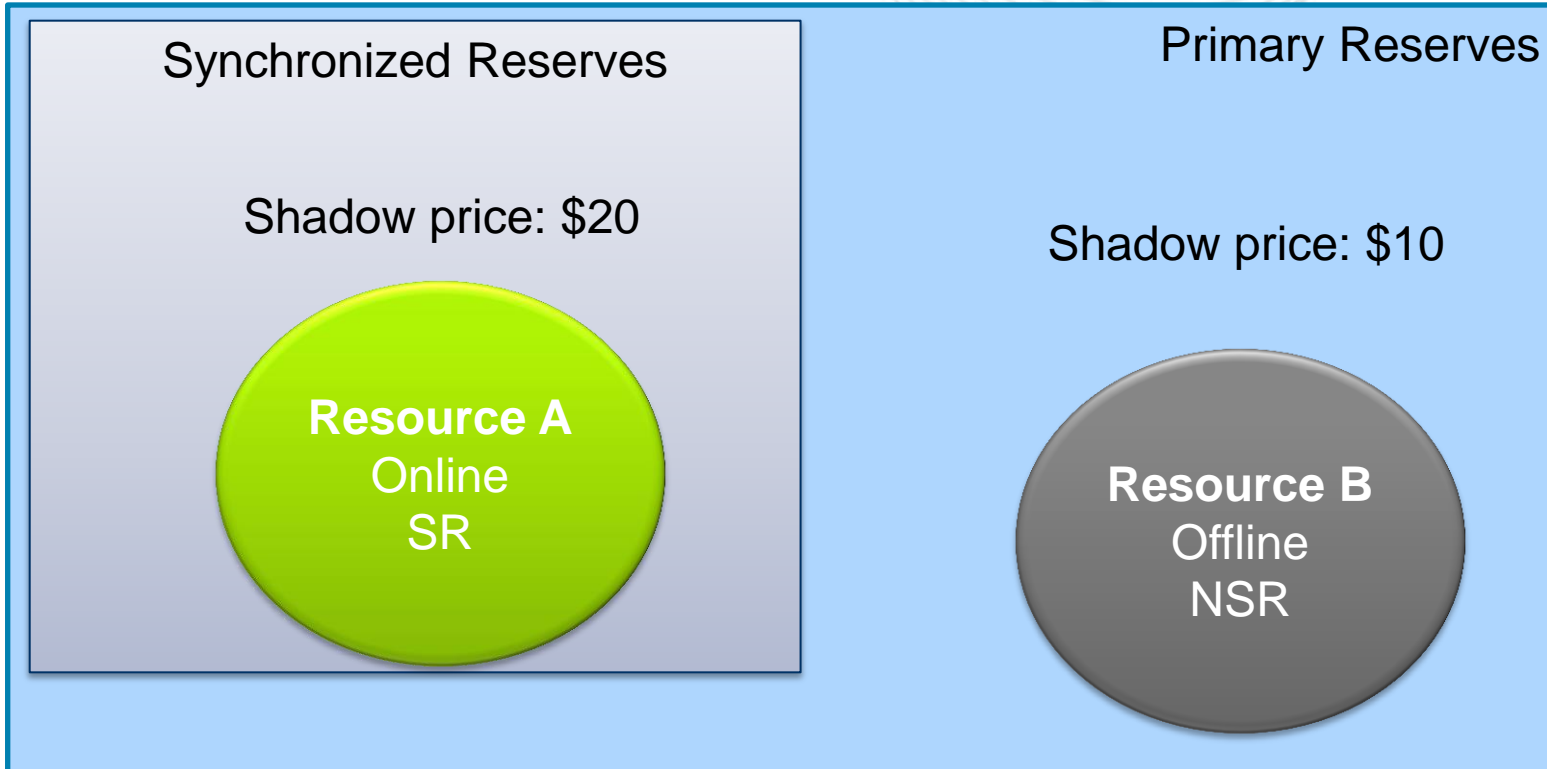 Synchronized Reserves
Shadow price: $20
Resource A
Online
SR
Primary Reserves
Shadow price: $10
Resource B
Offline
NSR